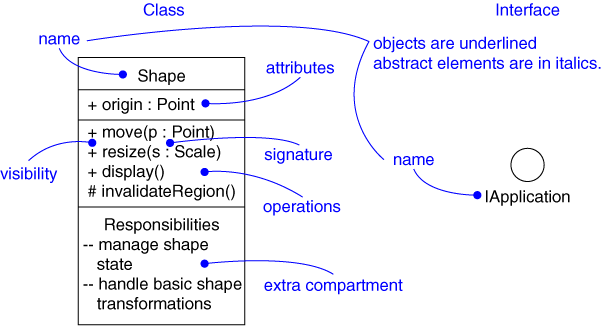 Class
Interface
name
objects are underlined
abstract elements are in italics.
Shape
attributes
+ origin : Point
+ move(p : Point)
+ resize(s : Scale)
+ display()
# invalidateRegion()
visibility
signature
name
operations
IApplication
Responsibilities
-- manage shape
state
-- handle basic shape
transformations
extra compartment